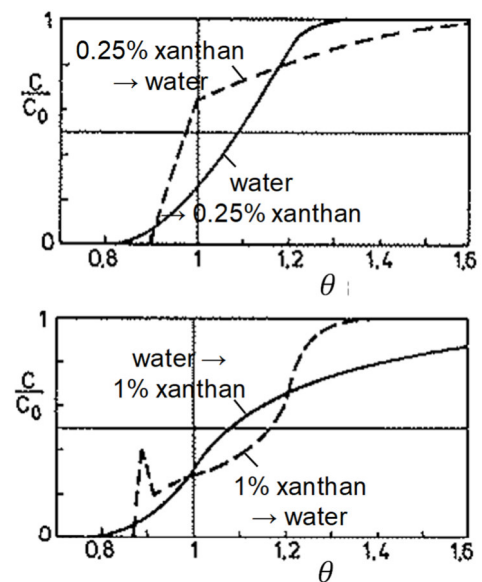 1
0.25% xanthan
→ water
C
C₀
water
→ 0.25% xanthan
0
0.8
1
1,2
1,4
1,6
θ
1
water →
1% xanthan
C
C₀
1% xanthan
→ water
0
0.8
1
1,2
1,4
1,6
θ